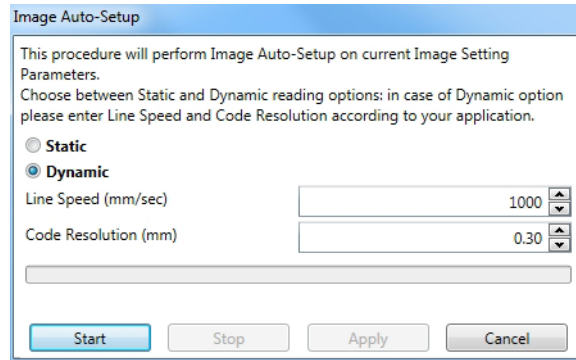 Image Auto-Setup
This procedure will perform Image Auto-Setup on current Image Setting
Parameters.
Choose between Static and Dynamic reading options: in case of Dynamic option
please enter Line Speed and Code Resolution according to your application.
Static
Dynamic
Line Speed (mm/sec) 1000
Code Resolution (mm) 0.30
Start Stop Apply Cancel